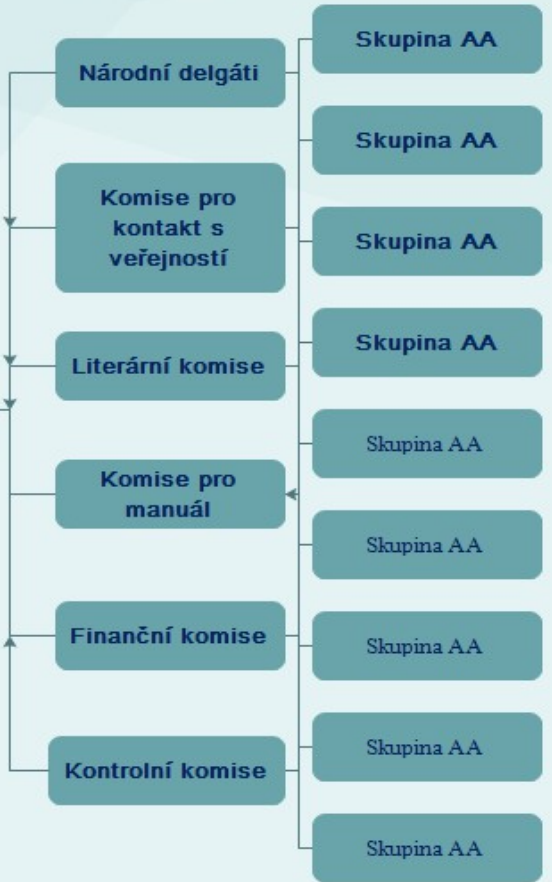 Národní delgáti
Komise pro
kontakt s
veřejností
Literární komise
Komise pro
manuál
Finanční komise
Kontrolní komise
Skupina AA
Skupina AA
Skupina AA
Skupina AA
Skupina AA
Skupina AA
Skupina AA
Skupina AA
Skupina AA